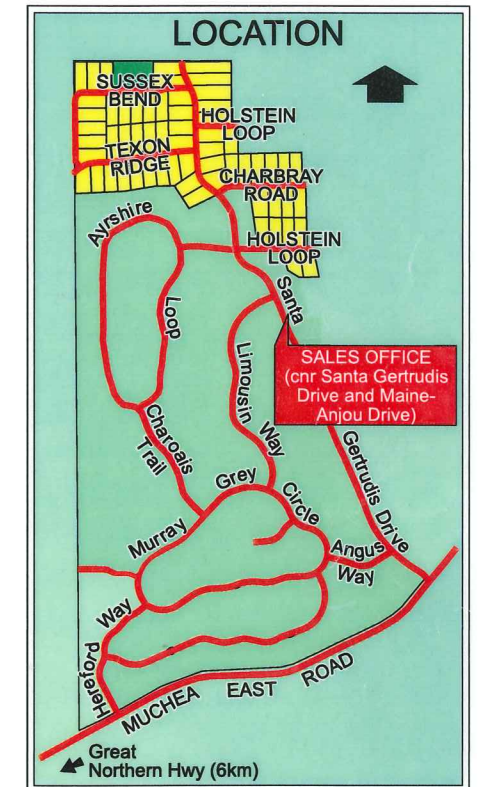 LOCATION
SUSSEX
BEND
HOLSTEIN
LOOP
TEXON
RIDGE
CHARBRAY
ROAD
Ayrshire
HOLSTEIN
LOOP
Santa
Loop
Limousin
Way
SALES OFFICE
(cnr Santa Gertrudis
Drive and Maine-
Anjou Drive)
Charoais
Trail
Gertrudis Drive
Grey
Circle
Murray
Angus
Way
Way
Hereford
MUCHEA EAST ROAD
Great
Northern Hwy (6km)